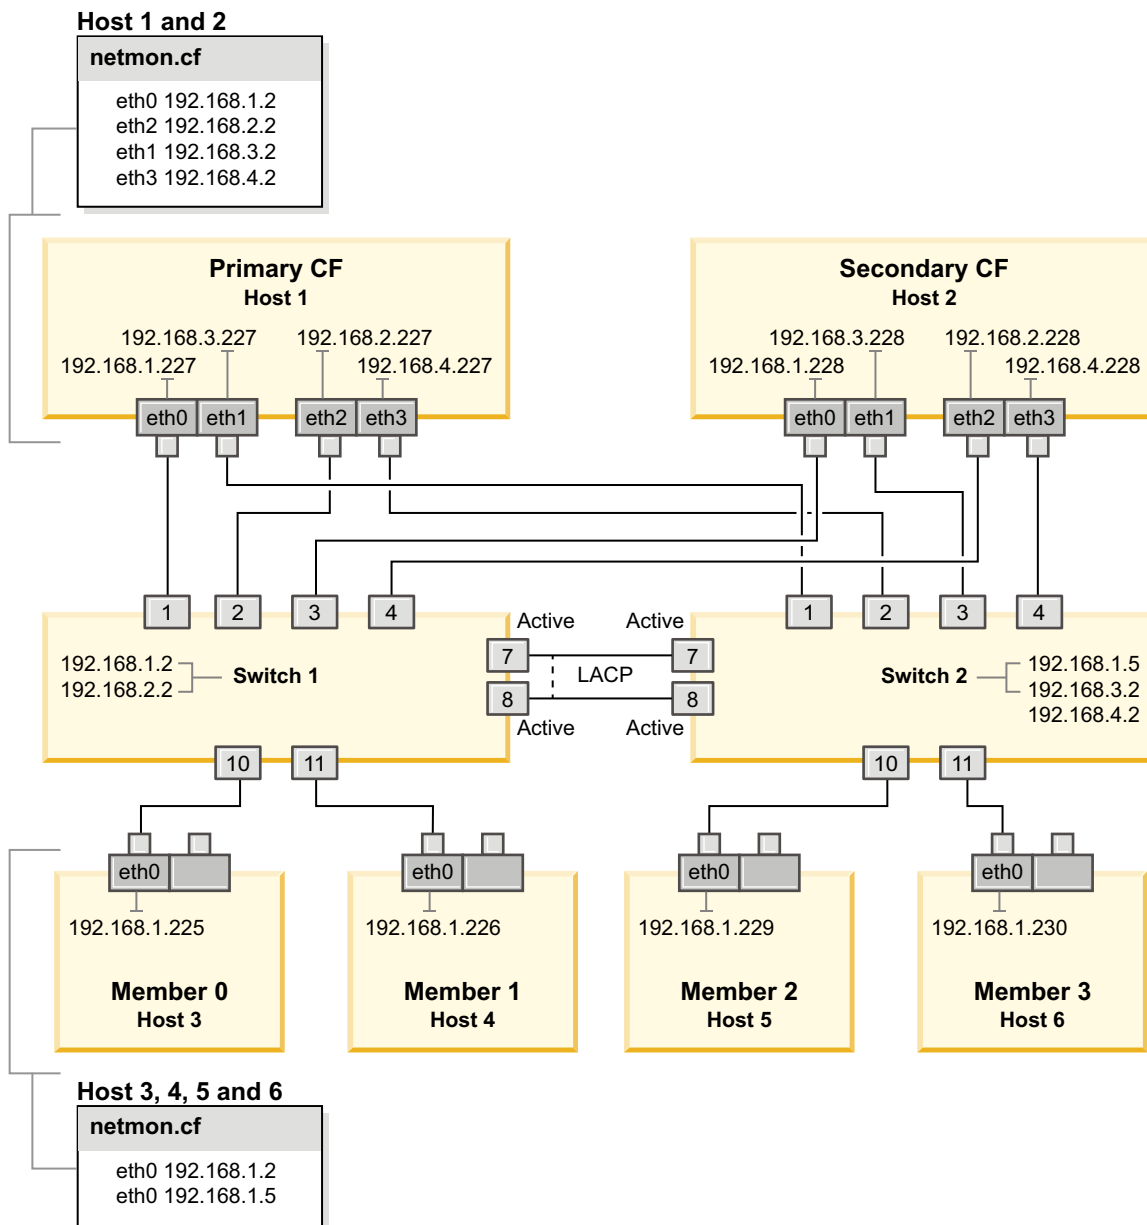 Host 1 and 2
netmon.cf
eth0 192.168.1.2
eth2 192.168.2.2
eth1 192.168.3.2
eth3 192.168.4.2
Primary CF
Host 1
192.168.3.227
192.168.2.227
192.168.1.227
192.168.4.227
eth0
eth1
eth2
eth3
Secondary CF
Host 2
192.168.3.228
192.168.2.228
192.168.1.228
192.168.4.228
eth0
eth1
eth2
eth3
1
2
3
4
1
2
3
4
192.168.1.2
192.168.2.2
Switch 1
Active
Active
7
7
LACP
8
8
Active
Active
Switch 2
192.168.1.5
192.168.3.2
192.168.4.2
10
11
10
11
eth0
eth0
eth0
eth0
192.168.1.225
192.168.1.226
192.168.1.229
192.168.1.230
Member 0
Host 3
Member 1
Host 4
Member 2
Host 5
Member 3
Host 6
Host 3, 4, 5 and 6
netmon.cf
eth0 192.168.1.2
eth0 192.168.1.5